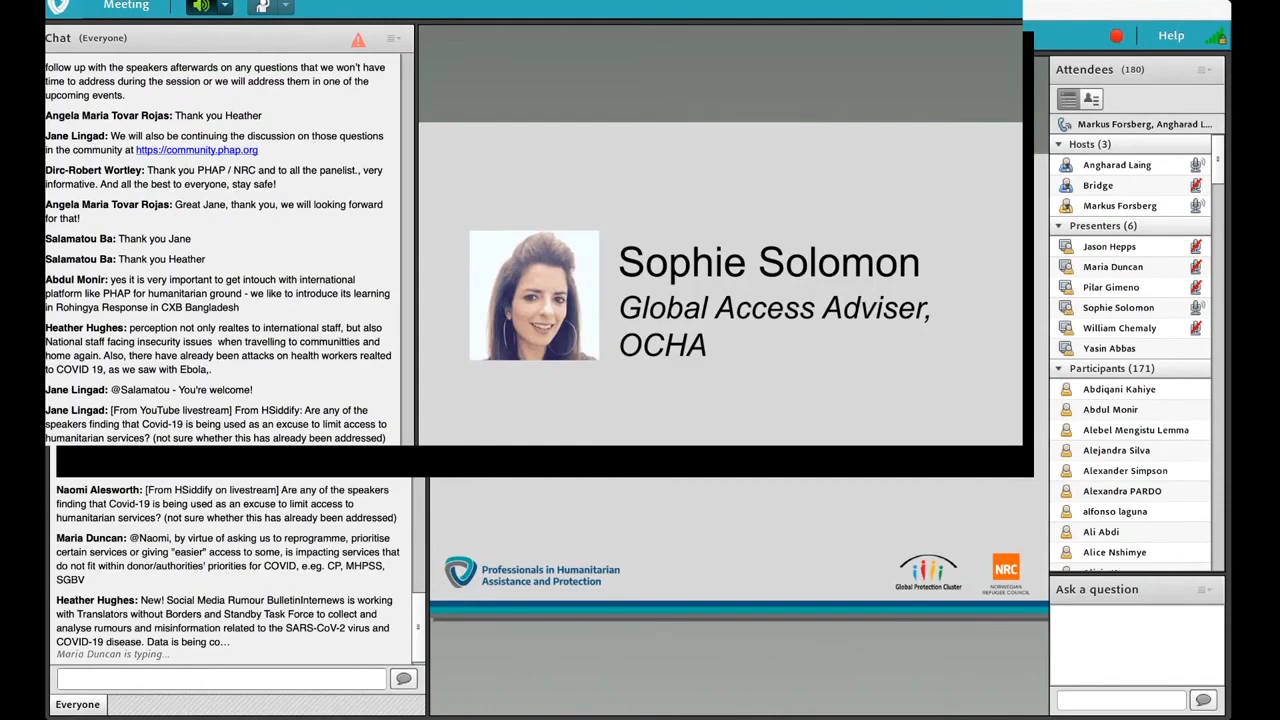 Meeting
Help
Chat (Everyone)
follow up with the speakers afterwards on any questions that we won't have
time to address during the session or we will address them in one of the
upcoming events.
Angela Maria Tovar Rojas: Thank you Heather
Jane Lingad: We will also be continuing the discussion on those questions
in the community at https://community.phap.org
Dirc-Robert Wortley: Thank you PHAP / NRC and to all the panelist., very
informative. And all the best to everyone, stay safe!
Angela Maria Tovar Rojas: Great Jane, thank you, we will looking forward
for that!
Salamatou Ba: Thank you Jane
Salamatou Ba: Thank you Heather
Abdul Monir: yes it is very important to get intouch with international
platform like PHAP for humanitarian ground - we like to introduce its learning
in Rohingya Response in CXB Bangladesh
Heather Hughes: perception not only realtes to international staff, but also
National staff facing insecurity issues when travelling to communitties and
home again. Also, there have already been attacks on health workers realted
to COVID 19, as we saw with Ebola,.
Jane Lingad: @Salamatou - You're welcome!
Jane Lingad: [From YouTube livestream] From HSiddify: Are any of the
speakers finding that Covid-19 is being used as an excuse to limit access to
humanitarian services? (not sure whether this has already been addressed)
Naomi Alesworth: [From HSiddify on livestream] Are any of the speakers
finding that Covid-19 is being used as an excuse to limit access to
humanitarian services? (not sure whether this has already been addressed)
Maria Duncan: @Naomi, by virtue of asking us to reprogramme, prioritise
certain services or giving "easier" access to some, is impacting services that
do not fit within donor/authorities' priorities for COVID, e.eg. CP, MHPSS,
SGBV
Heather Hughes: New! Social Media Rumour BulletinInternews is working
with Translators without Borders and Standby Task Force to collect and
analyse rumours and misinformation related to the SARS-CoV-2 virus and
COVID-19 disease. Data is being co...
Maria Duncan is typing...
Everyone
Sophie Solomon
Global Access Adviser,
OCHA
Professionals in Humanitarian
Assistance and Protection
Global Protection Cluster
NRC
NORWEGIAN
REFUGEE COUNCIL
Attendees (180)
Markus Forsberg, Angharad L...
Hosts (3)
Angharad Laing
Bridge
Markus Forsberg
Presenters (6)
Jason Hepps
Maria Duncan
Pilar Gimeno
Sophie Solomon
William Chemaly
Yasin Abbas
Participants (171)
Abdiqani Kahiye
Abdul Monir
Alebel Mengistu Lemma
Alejandra Silva
Alexander Simpson
Alexandra PARDO
alfonso laguna
Ali Abdi
Alice Nshimye
Ask a question